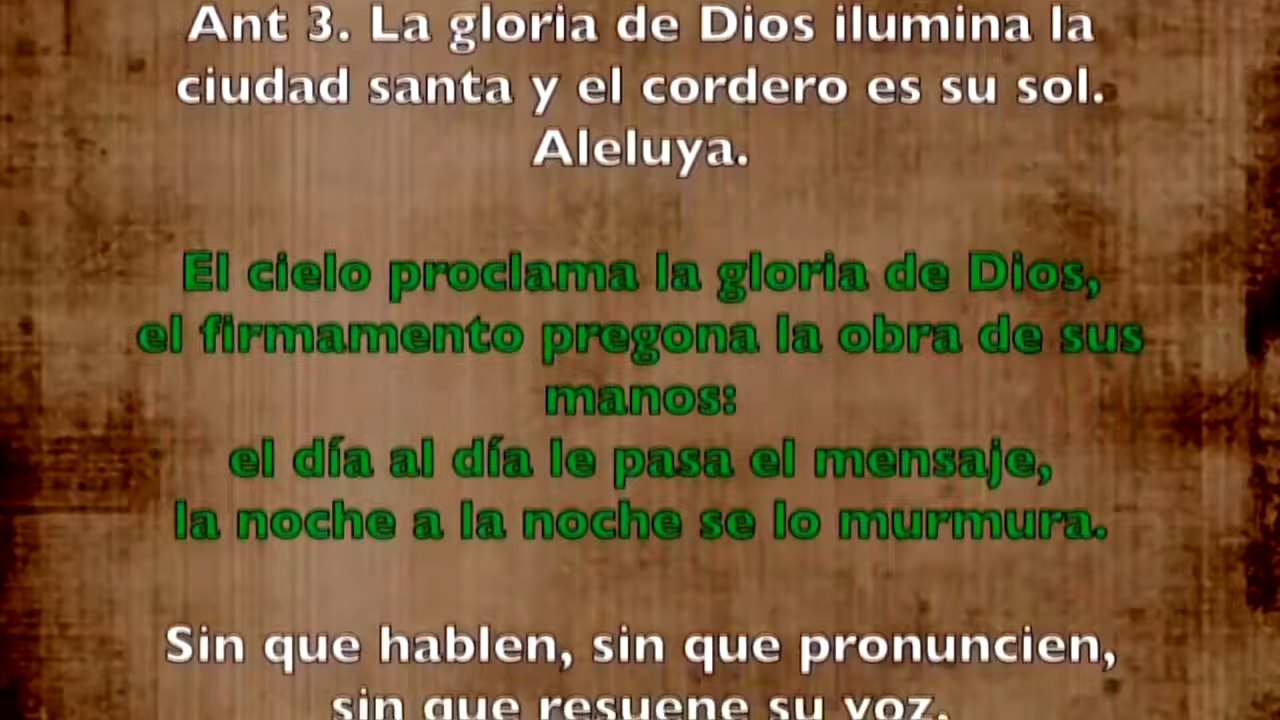 Ant 3. La gloria de Dios ilumina la
ciudad santa y el cordero es su sol.
Aleluya.
El cielo proclama la gloria de Dios,
el firmamento pregona la obra de sus
manos:
el día al día le pasa el mensaje,
la noche a la noche se lo murmura.
Sin que hablen, sin que pronuncien,
sin que resuene su voz,